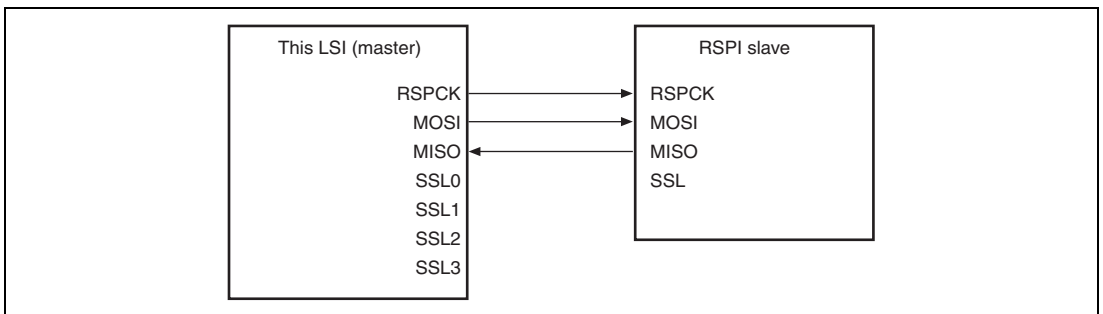 This LSI (master)
RSPI slave
RSPCK
RSPCK
MOSI
MOSI
MISO
MISO
SSL0
SSL
SSL1
SSL2
SSL3